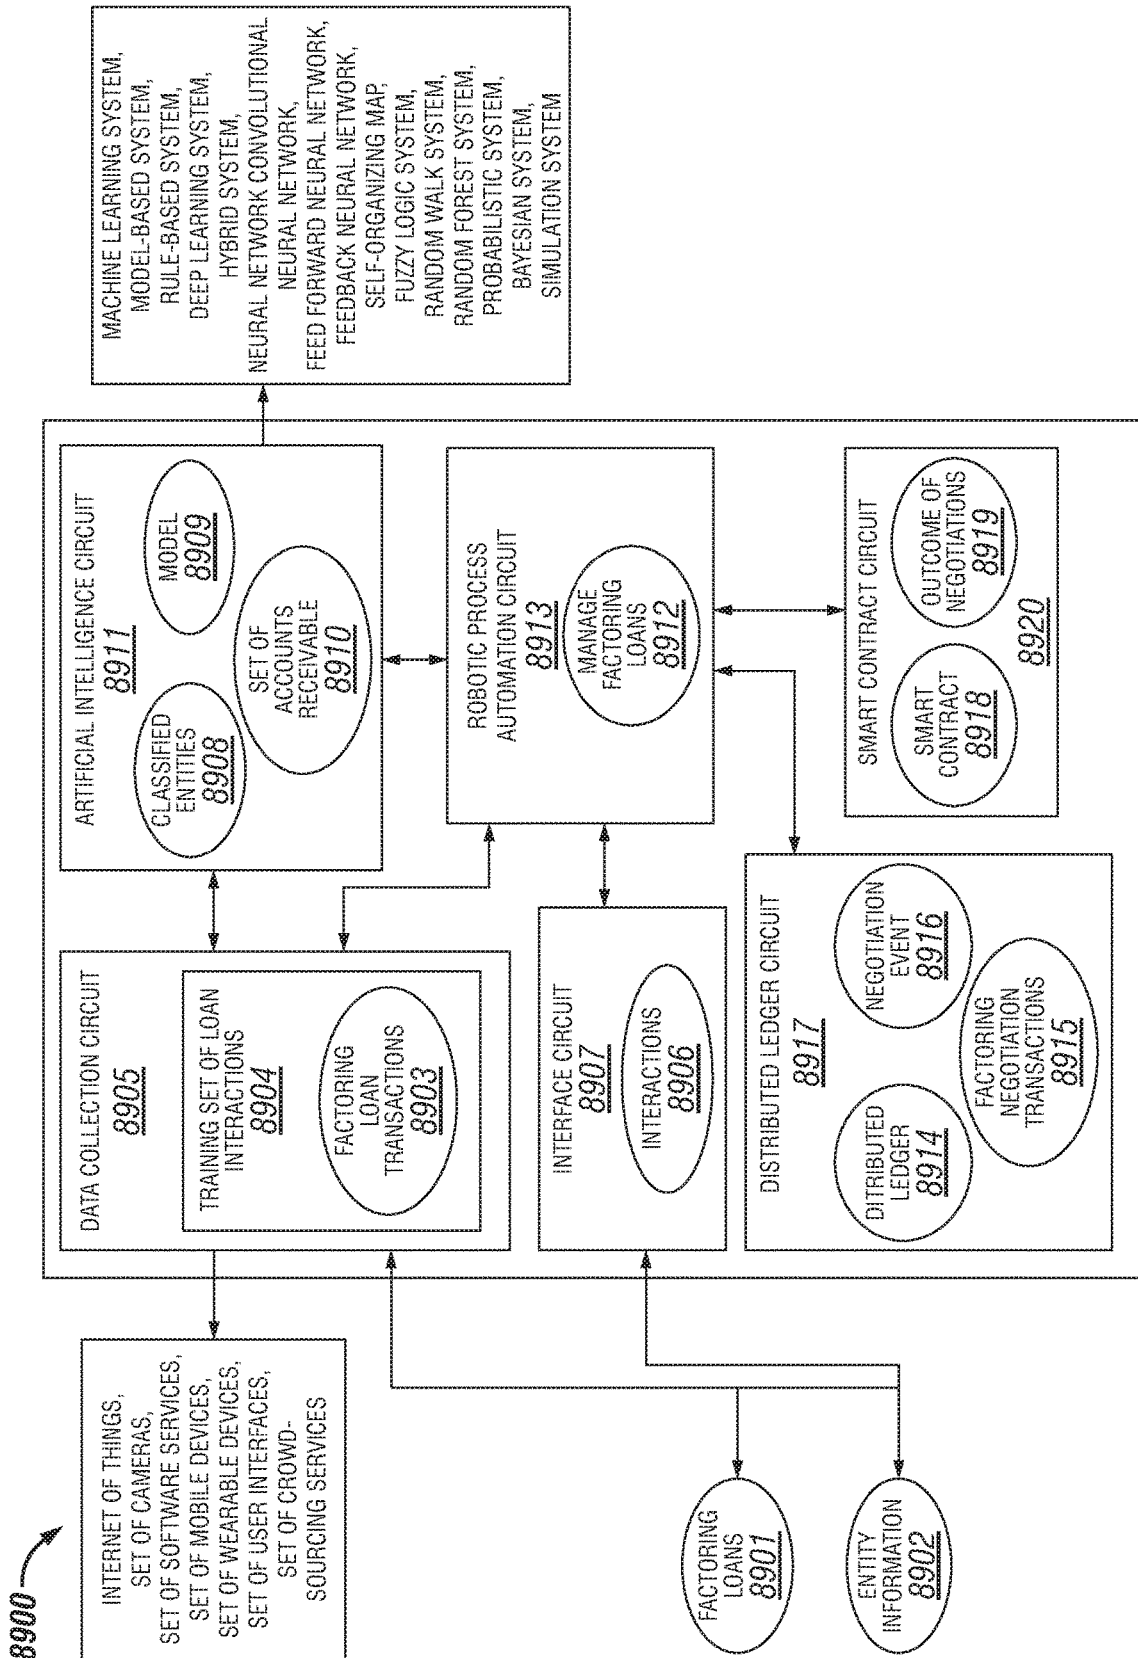 8900
INTERNET OF THINGS,
SET OF CAMERAS,
SET OF SOFTWARE SERVICES,
SET OF MOBILE DEVICES,
SET OF WEARABLE DEVICES,
SET OF USER INTERFACES,
SET OF CROWD-
SOURCING SERVICES
FACTORING
LOANS
8901
ENTITY
INFORMATION
8902
DATA COLLECTION CIRCUIT
8905
TRAINING SET OF LOAN
INTERACTIONS
8904
FACTORING
LOAN
TRANSACTIONS
8903
INTERFACE CIRCUIT
8907
INTERACTIONS
8906
DISTRIBUTED LEDGER CIRCUIT
8917
DITRIBUTED
LEDGER
8914
NEGOTIATION
EVENT
8916
FACTORING
NEGOTIATION
TRANSACTIONS
8915
ARTIFICIAL INTELLIGENCE CIRCUIT
8911
CLASSIFIED
ENTITIES
8908
MODEL
8909
SET OF
ACCOUNTS
RECEIVABLE
8910
ROBOTIC PROCESS
AUTOMATION CIRCUIT
8913
MANAGE
FACTORING
LOANS
8912
SMART CONTRACT CIRCUIT
SMART
CONTRACT
8918
OUTCOME OF
NEGOTIATIONS
8919
8920
MACHINE LEARNING SYSTEM,
MODEL-BASED SYSTEM,
RULE-BASED SYSTEM,
DEEP LEARNING SYSTEM,
HYBRID SYSTEM,
NEURAL NETWORK CONVOLUTIONAL
NEURAL NETWORK,
FEED FORWARD NEURAL NETWORK,
FEEDBACK NEURAL NETWORK,
SELF-ORGANIZING MAP,
FUZZY LOGIC SYSTEM,
RANDOM WALK SYSTEM,
RANDOM FOREST SYSTEM,
PROBABILISTIC SYSTEM,
BAYESIAN SYSTEM,
SIMULATION SYSTEM